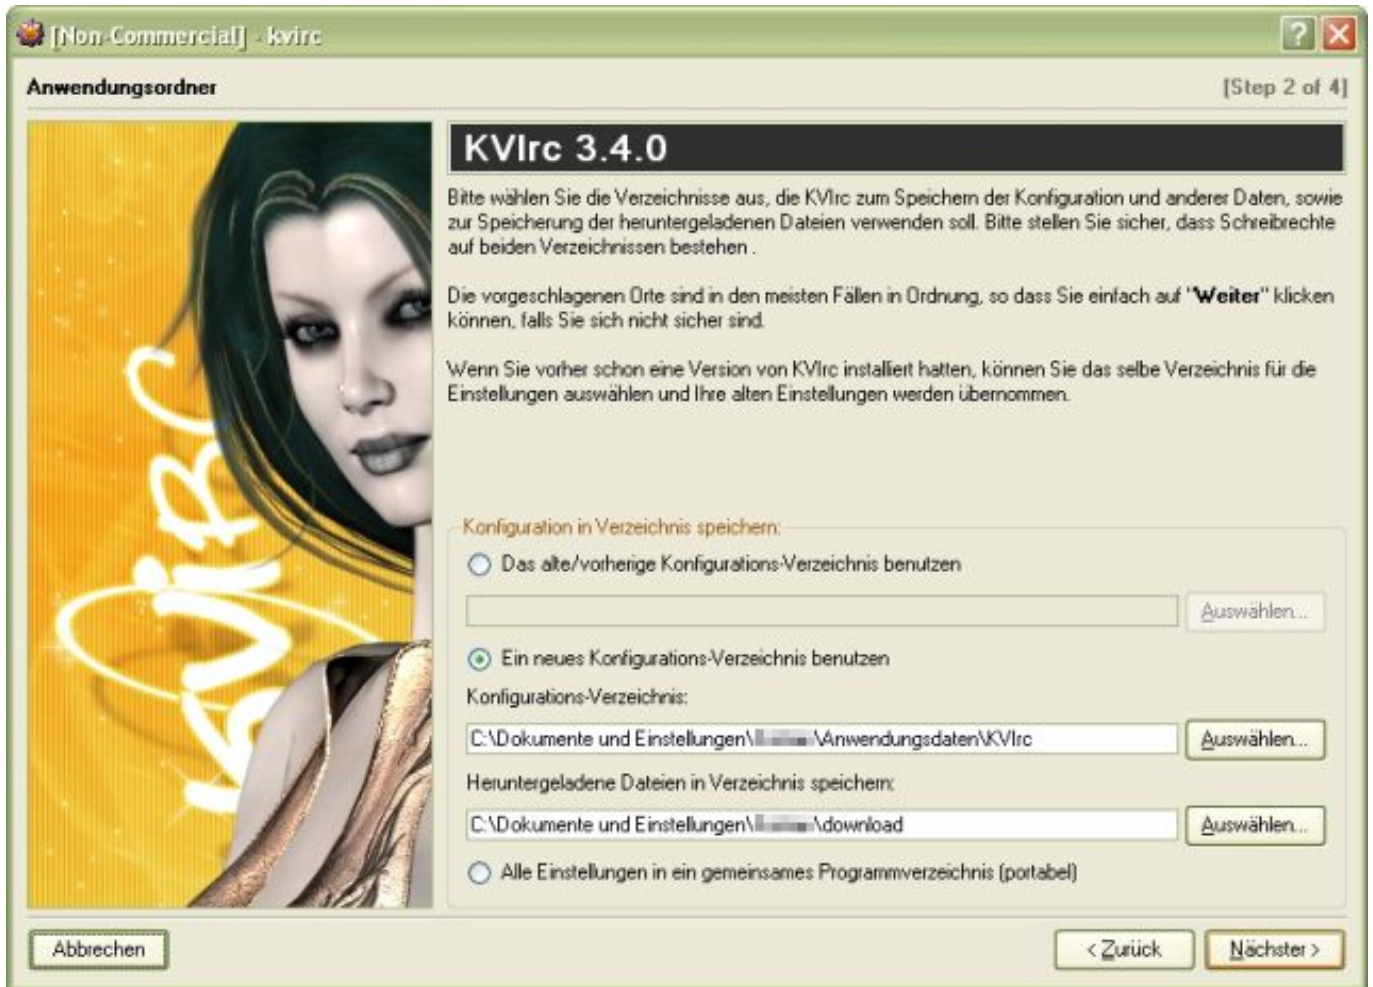 [Non-Commercial] - kvirc
Anwendungsordner
[Step 2 of 4]
KVIrc 3.4.0
Bitte wählen Sie die Verzeichnisse aus, die KVIrc zum Speichern der Konfiguration und anderer Daten, sowie
zur Speicherung der heruntergeladenen Dateien verwenden soll. Bitte stellen Sie sicher, dass Schreibrechte
auf beiden Verzeichnissen bestehen .
Die vorgeschlagenen Orte sind in den meisten Fällen in Ordnung, so dass Sie einfach auf "Weiter" klicken
können, falls Sie sich nicht sicher sind.
Wenn Sie vorher schon eine Version von KVIrc installiert hatten, können Sie das selbe Verzeichnis für die
Einstellungen auswählen und Ihre alten Einstellungen werden übernommen.
KVIRC
Konfiguration in Verzeichnis speichern:
Das alte/vorherige Konfigurations-Verzeichnis benutzen
Auswählen...
Ein neues Konfigurations-Verzeichnis benutzen
Konfigurations-Verzeichnis:
C:\Dokumente und Einstellungen\ \Anwendungsdaten\KVIrc
Auswählen...
Heruntergeladene Dateien in Verzeichnis speichern:
C:\Dokumente und Einstellungen\ \download
Auswählen...
Alle Einstellungen in ein gemeinsames Programmverzeichnis (portabel)
Abbrechen
< Zurück
Nächster >